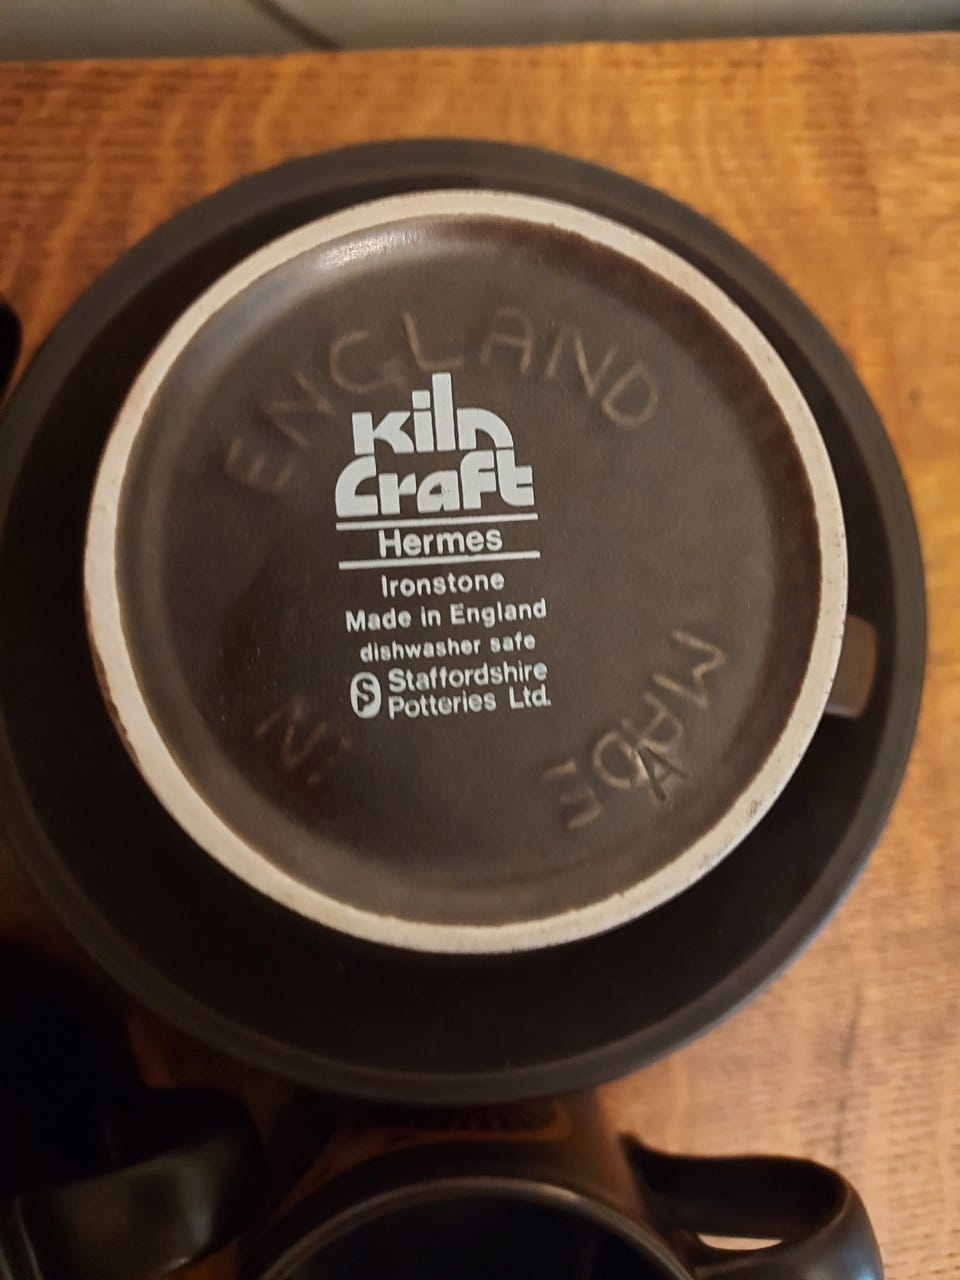 ENGLAND
Kiln
Craft
Hermes
Ironstone
Made in England
dishwasher safe
Staffordshire
Potteries Ltd.
MADE
A
IN